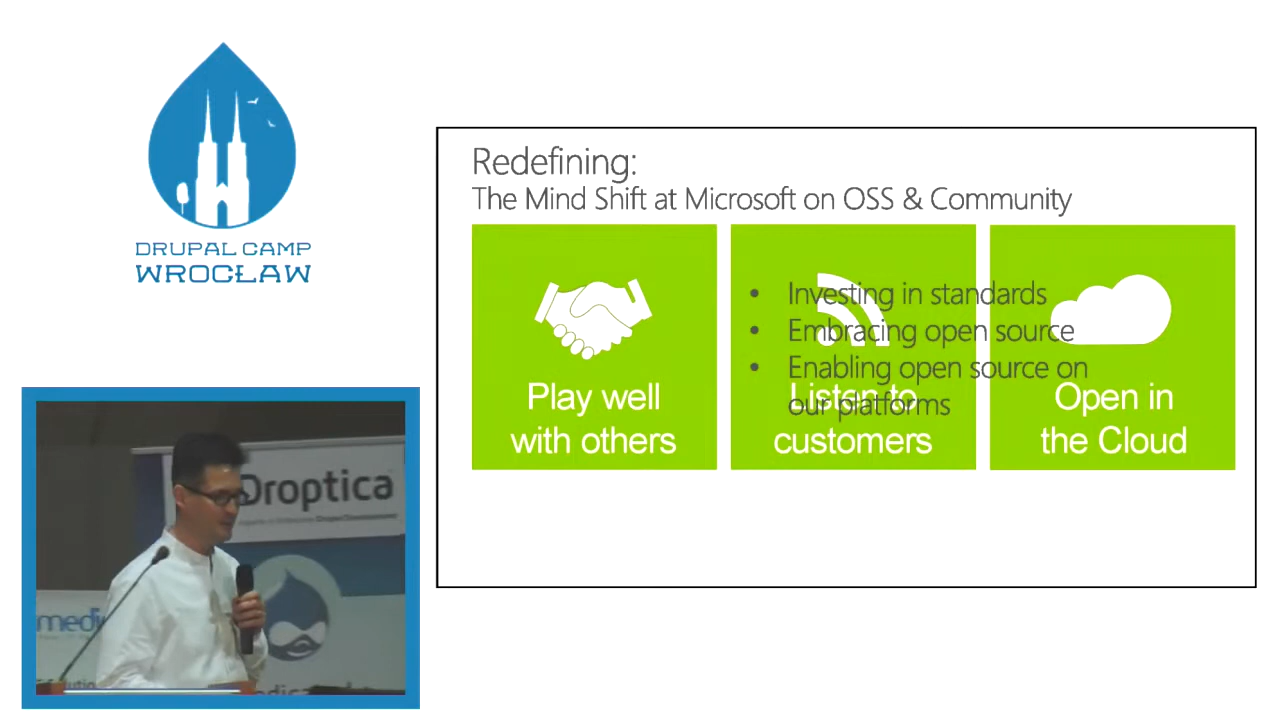 DRUPAL CAMP
WROCŁAW
Redefining:
The Mind Shift at Microsoft on OSS & Community
Play well
with others
Listen to
customers
Open in
the Cloud
• Investing in standards
• Embracing open source
• Enabling open source on
our platforms
Droptica
medi